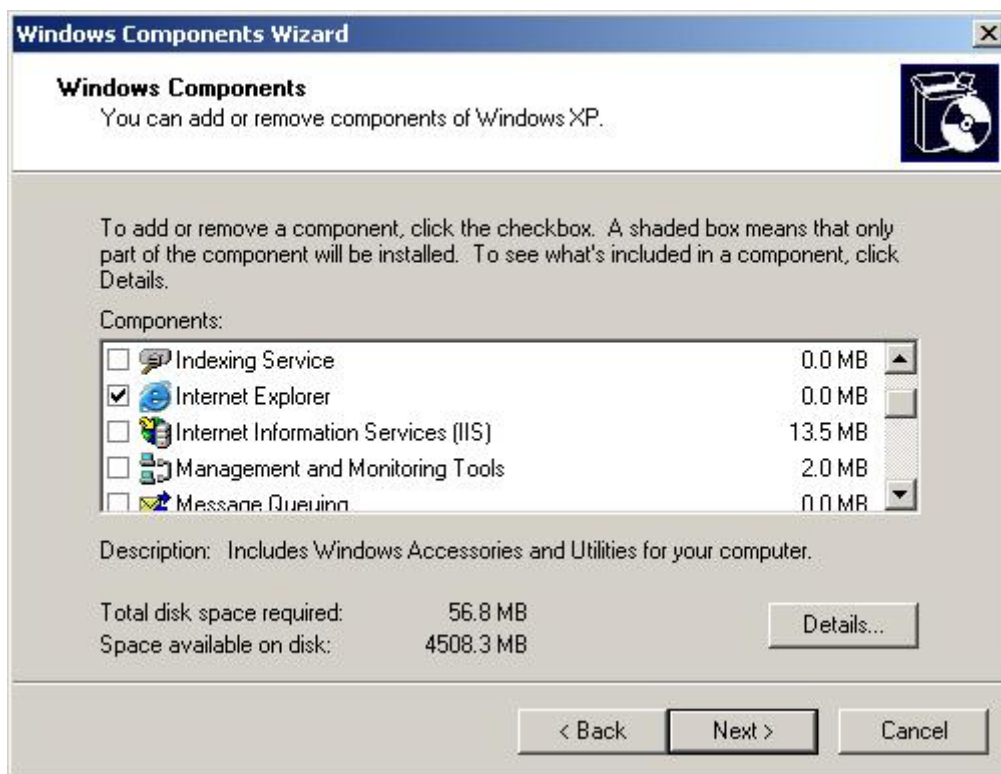 Windows Components Wizard
Windows Components
You can add or remove components of Windows XP.
To add or remove a component, click the checkbox. A shaded box means that only
part of the component will be installed. To see what's included in a component, click
Details.
Components:
Indexing Service 0.0 MB
Internet Explorer 0.0 MB
Internet Information Services (IIS) 13.5 MB
Management and Monitoring Tools 2.0 MB
Message Queuing 0.0 MB
Description: Includes Windows Accessories and Utilities for your computer.
Total disk space required: 56.8 MB
Space available on disk: 4508.3 MB
Details...
< Back Next > Cancel